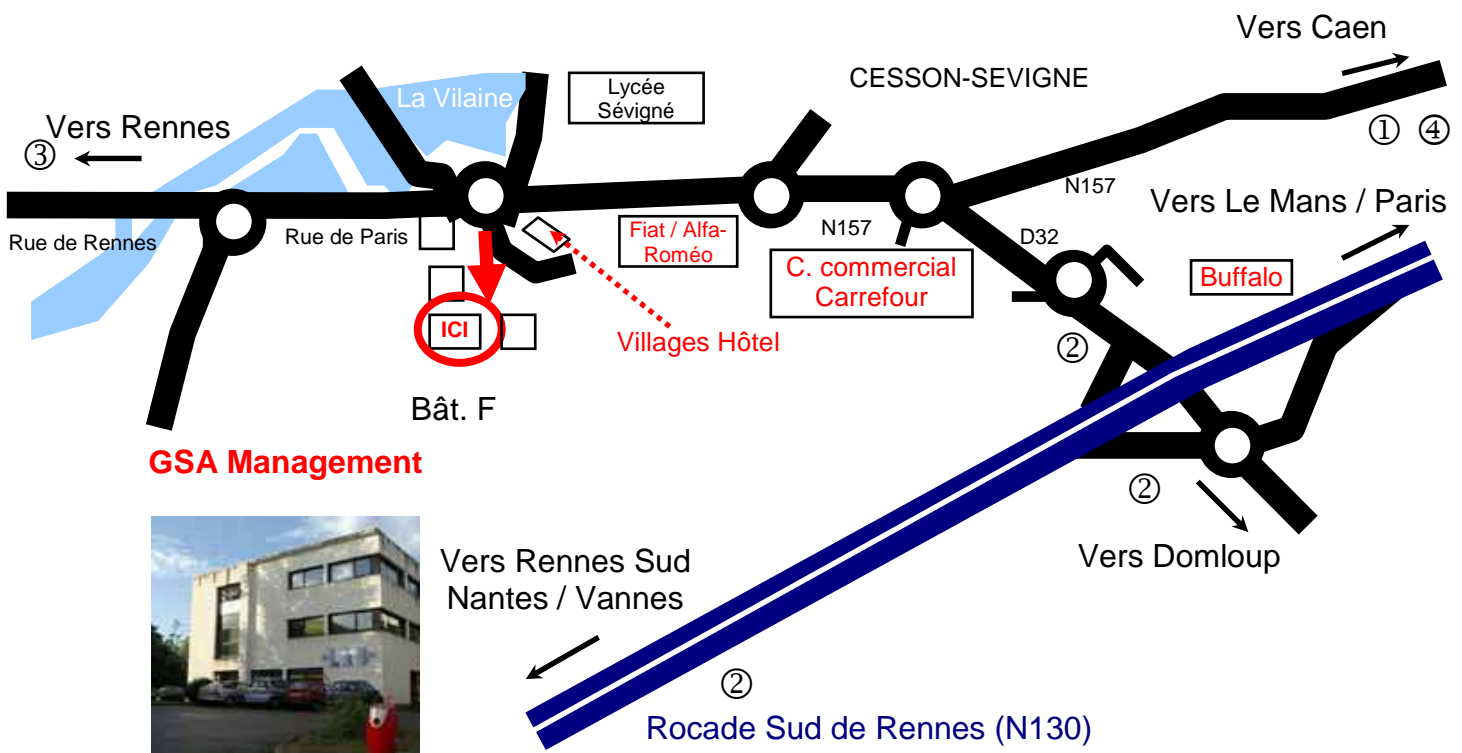 Vers Caen
CESSON-SEVIGNE
Lycée
Sévigné
La Vilaine
Vers Rennes
③
① ④
N157
Vers Le Mans / Paris
Rue de Rennes
Rue de Paris
Fiat / Alfa-
Roméo
N157
D32
C. commercial
Carrefour
Buffalo
ICI
Villages Hôtel
②
Bât. F
GSA Management
②
Vers Domloup
Vers Rennes Sud
Nantes / Vannes
②
Rocade Sud de Rennes (N130)